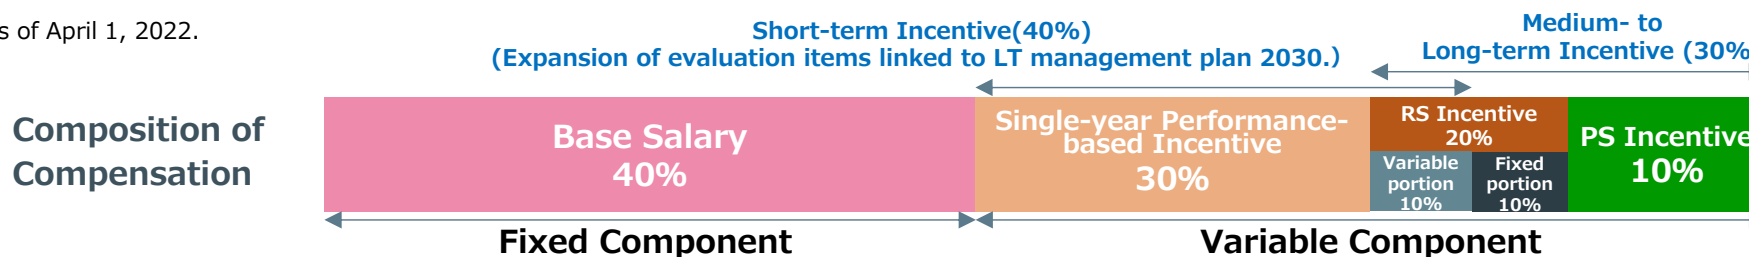 s of April 1, 2022.
Short-term Incentive(40%)
(Expansion of evaluation items linked to LT management plan 2030.)
Medium- to
Long-term Incentive (30%
Composition of
Compensation
Base Salary
40%
Single-year Performance-
based Incentive
30%
RS Incentive
20%
Variable
portion
10%
Fixed
portion
10%
PS Incentive
10%
Fixed Component
Variable Component